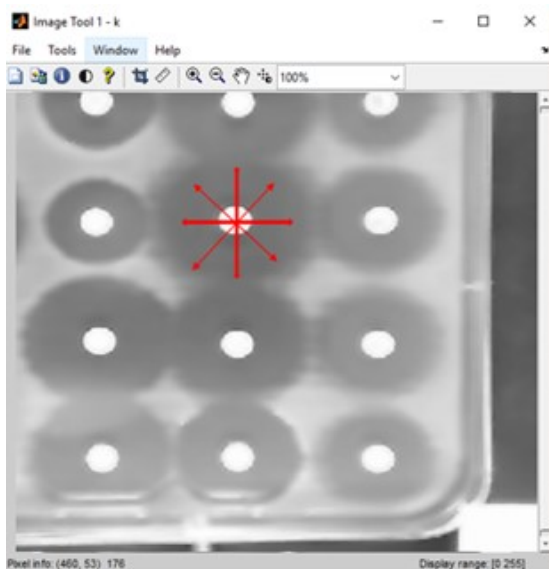 Image Tool 1 - k
File Tools Window Help
100%
Pixel info: (460, 53) 176 Display range: [0 255]